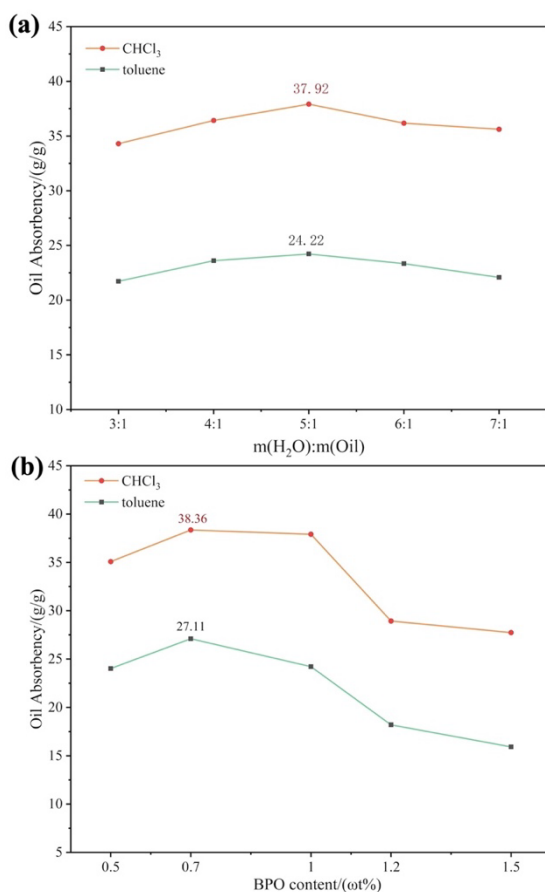 (a)
CHCl₃
toluene
45
40
35
30
25
20
15
10
37.92
24.22
Oil Absorbency/(g/g)
3:1 4:1 5:1 6:1 7:1
m(H₂O):m(Oil)
(b)
CHCl₃
toluene
45
40
35
30
25
20
15
10
5
38.36
27.11
Oil Absorbency/(g/g)
0.5 0.7 1 1.2 1.5
BPO content/(ωt%)